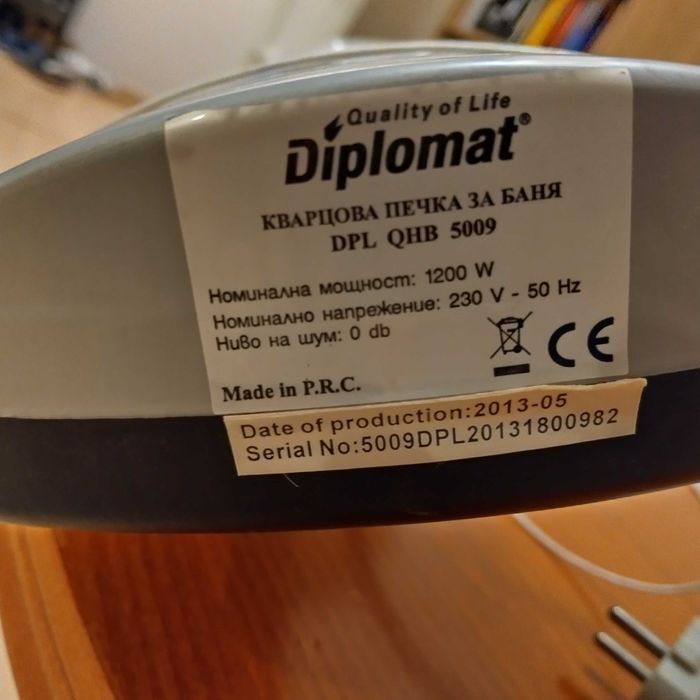 Quality of Life
Diplomat®
КВАРЦОВА ПЕЧКА ЗА БАНЯ
DPL QHB 5009
Номинална мощност: 1200 W
Номинално напрежение: 230 V - 50 Hz
Ниво на шум: 0 db
CE
Made in P.R.C.
Date of production:2013-05
Serial No:5009DPL20131800982